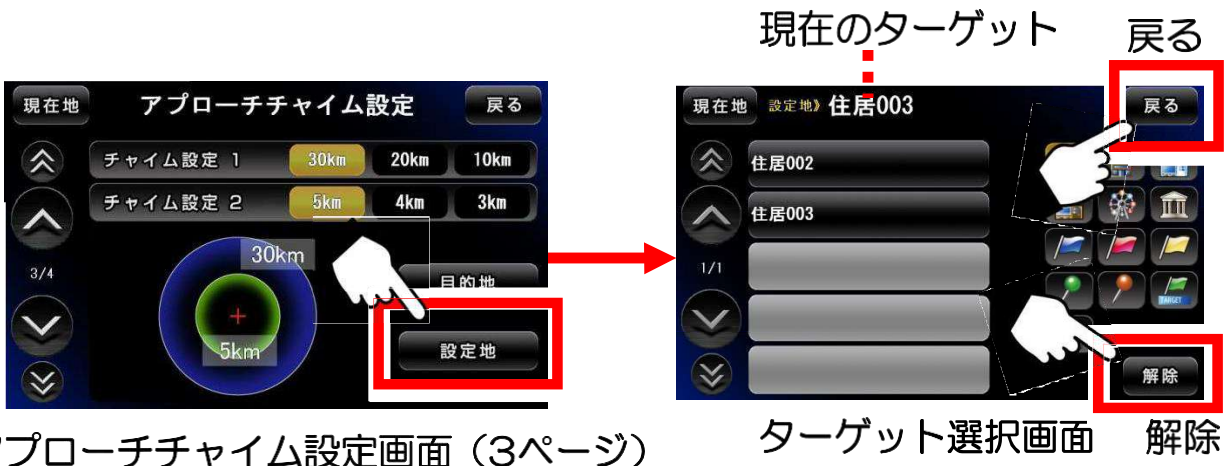 現在のターゲット
戻る
現在地
アプローチチャイム設定
戻る
チャイム設定 1
30km
20km
10km
チャイム設定 2
5km
4km
3km
3/4
30km
5km
目的地
設定地
現在地
設定地》住居003
戻る
住居002
住居003
1/1
TARGET
解除
アプローチチャイム設定画面（3ページ）
ターゲット選択画面
解除